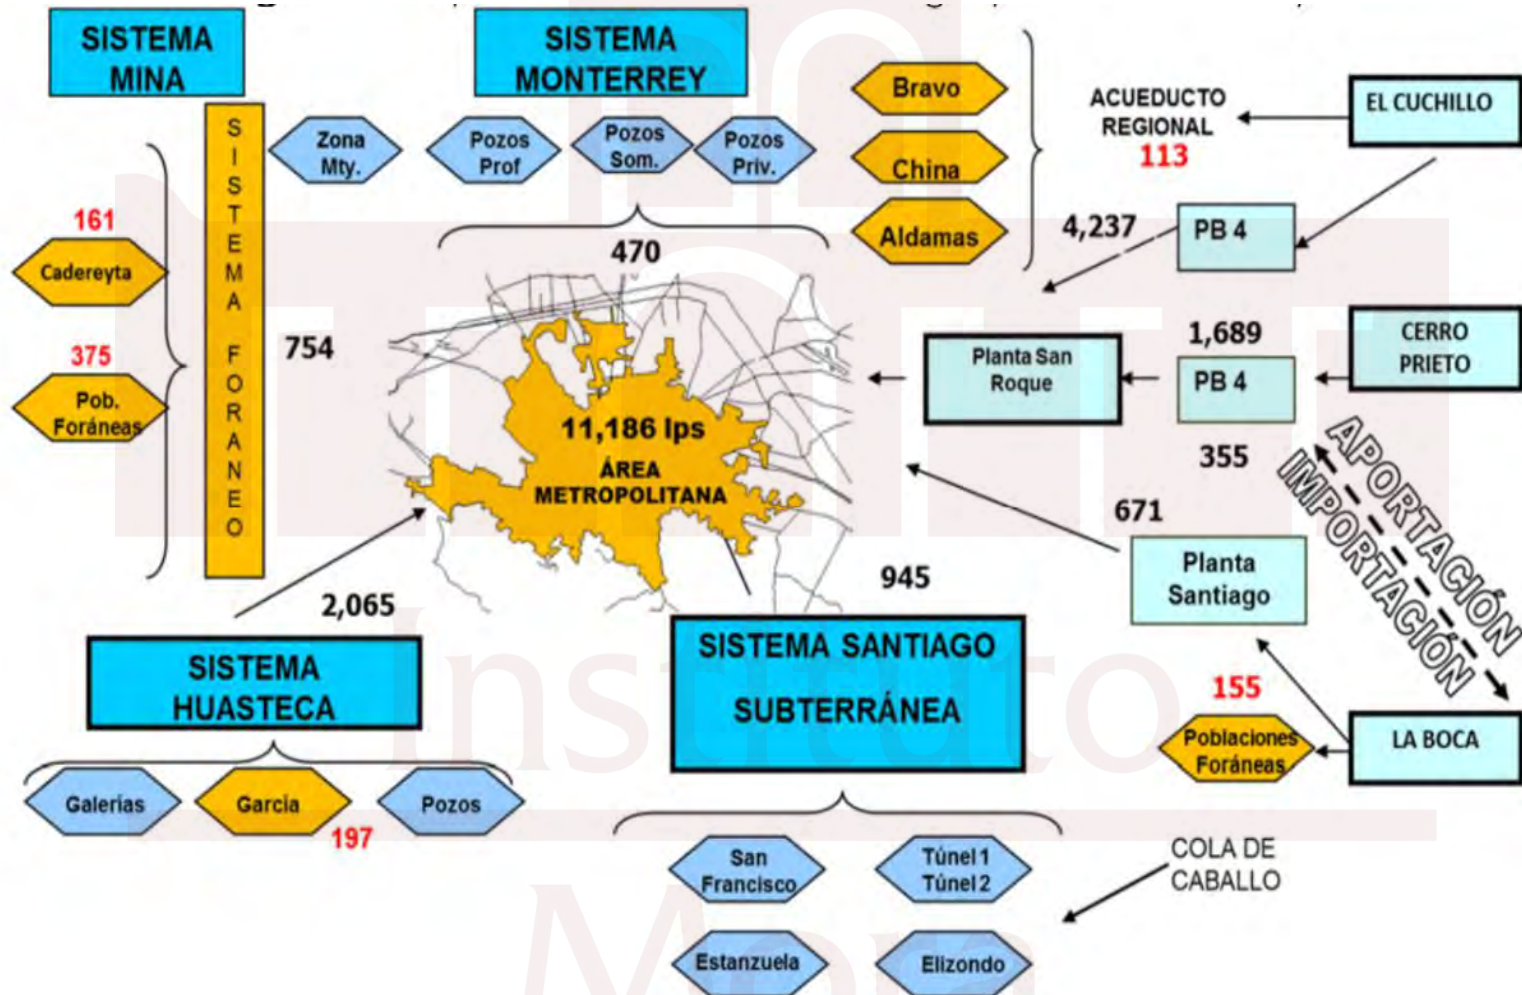 SISTEMA
MINA
SISTEMA
MONTERREY
SISTEMA FORANEO
Zona
Mty.
Pozos
Prof
Pozos
Som.
Pozos
Priv.
470
161
Cadereyta
375
Pob.
Foráneas
754
Bravo
China
Aldamas
ACUEDUCTO
REGIONAL
113
EL CUCHILLO
4,237
PB 4
Planta San
Roque
1,689
PB 4
355
CERRO
PRIETO
11,186 lps
ÁREA
METROPOLITANA
671
Planta
Santiago
APORTACIÓN
IMPORTACIÓN
155
Poblaciones
Foráneas
LA BOCA
2,065
SISTEMA
HUASTECA
Galerías
Garcia
Pozos
197
945
SISTEMA SANTIAGO
SUBTERRÁNEA
San
Francisco
Túnel 1
Túnel 2
Estanzuela
Elizondo
COLA DE
CABALLO
Instituto
Mora